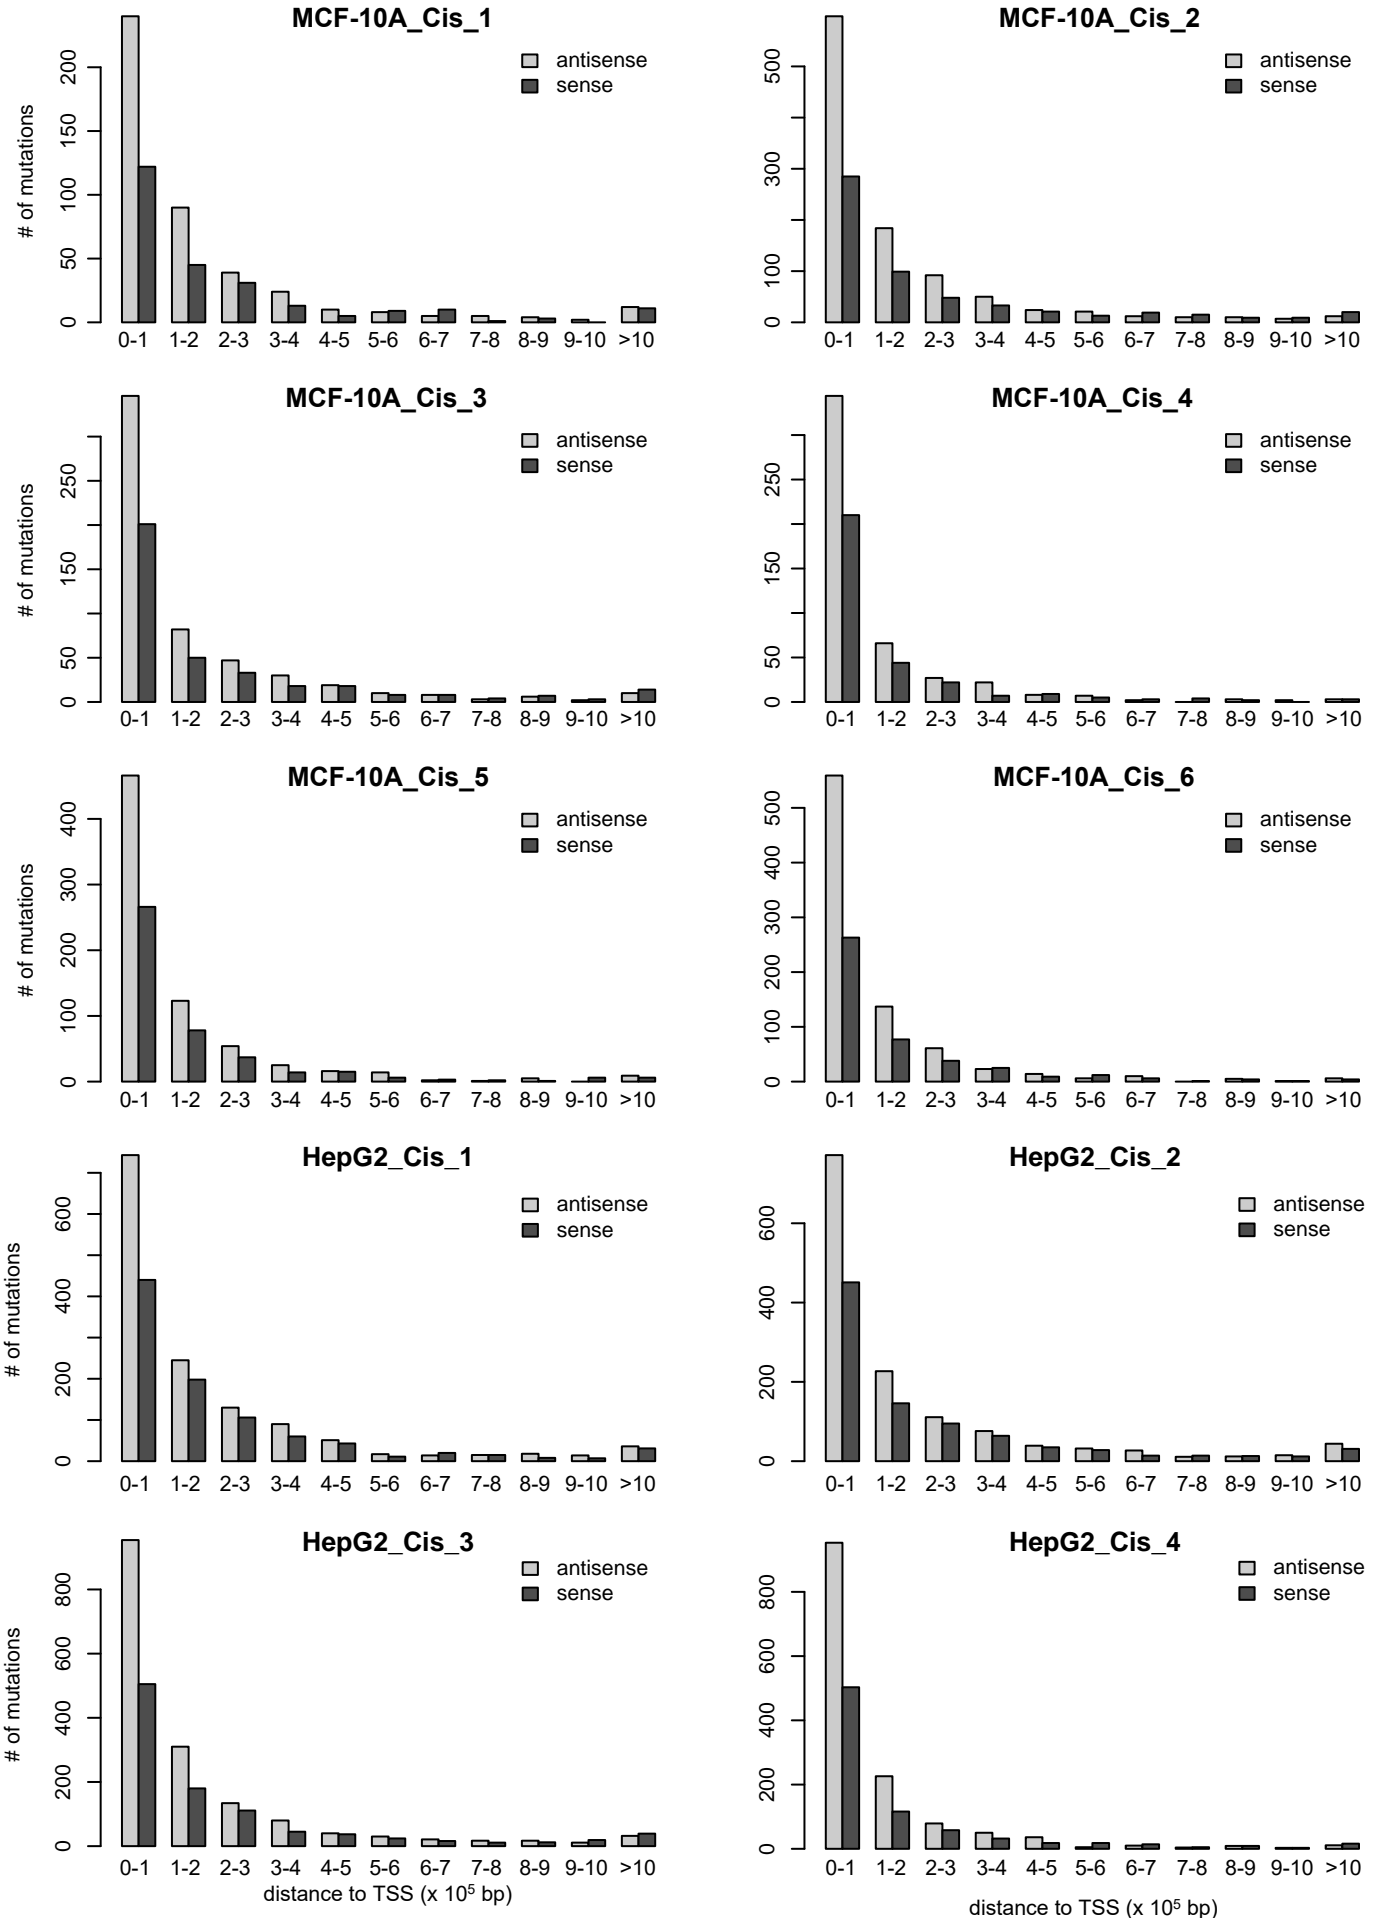 MCF-10A_Cis_1
# of mutations
200
150
100
50
0
antisense
sense
0-1 1-2 2-3 3-4 4-5 5-6 6-7 7-8 8-9 9-10 >10
MCF-10A_Cis_2
500
300
100
0
antisense
sense
0-1 1-2 2-3 3-4 4-5 5-6 6-7 7-8 8-9 9-10 >10
MCF-10A_Cis_3
# of mutations
250
150
50
0
antisense
sense
0-1 1-2 2-3 3-4 4-5 5-6 6-7 7-8 8-9 9-10 >10
MCF-10A_Cis_4
250
150
50
0
antisense
sense
0-1 1-2 2-3 3-4 4-5 5-6 6-7 7-8 8-9 9-10 >10
MCF-10A_Cis_5
# of mutations
400
300
200
100
0
antisense
sense
0-1 1-2 2-3 3-4 4-5 5-6 6-7 7-8 8-9 9-10 >10
MCF-10A_Cis_6
500
400
300
200
100
0
antisense
sense
0-1 1-2 2-3 3-4 4-5 5-6 6-7 7-8 8-9 9-10 >10
HepG2_Cis_1
# of mutations
600
400
200
0
antisense
sense
0-1 1-2 2-3 3-4 4-5 5-6 6-7 7-8 8-9 9-10 >10
HepG2_Cis_2
600
400
200
0
antisense
sense
0-1 1-2 2-3 3-4 4-5 5-6 6-7 7-8 8-9 9-10 >10
HepG2_Cis_3
# of mutations
800
600
400
200
0
antisense
sense
0-1 1-2 2-3 3-4 4-5 5-6 6-7 7-8 8-9 9-10 >10
distance to TSS (x 10⁵ bp)
HepG2_Cis_4
800
600
400
200
0
antisense
sense
0-1 1-2 2-3 3-4 4-5 5-6 6-7 7-8 8-9 9-10 >10
distance to TSS (x 10⁵ bp)